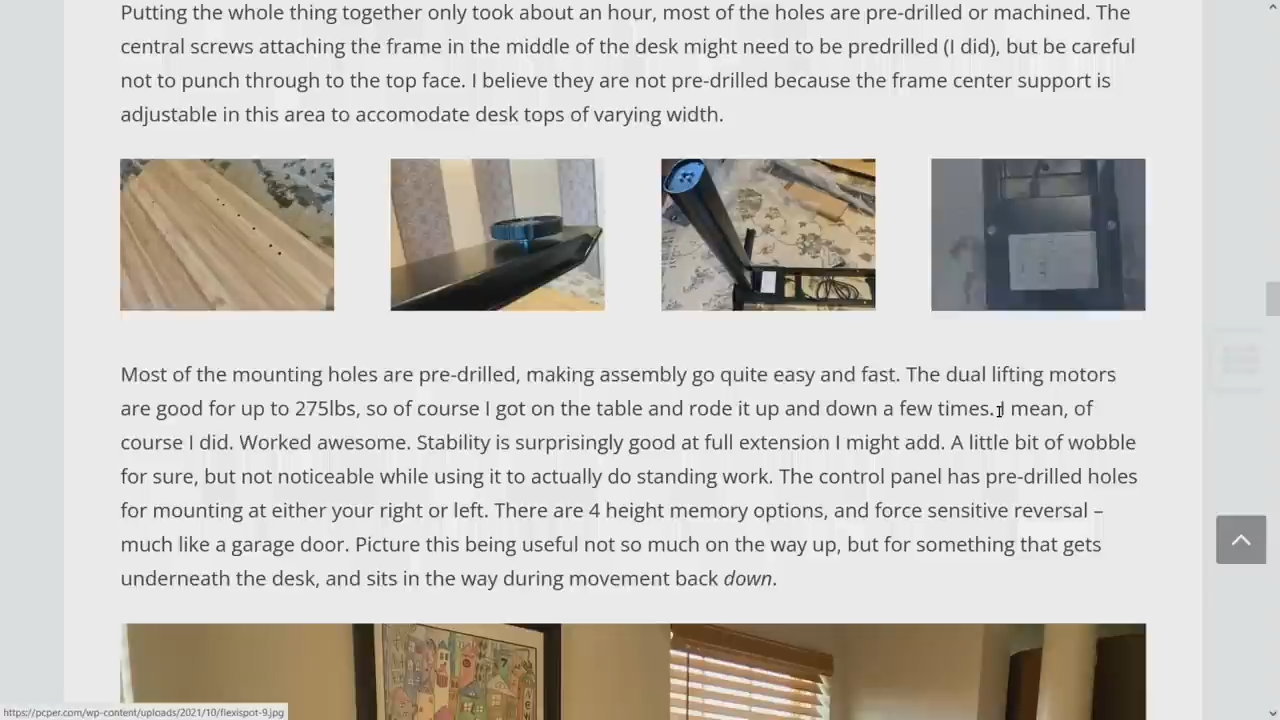 Putting the whole thing together only took about an hour, most of the holes are pre-drilled or machined. The
central screws attaching the frame in the middle of the desk might need to be predrilled (I did), but be careful
not to punch through to the top face. I believe they are not pre-drilled because the frame center support is
adjustable in this area to accomodate desk tops of varying width.
Most of the mounting holes are pre-drilled, making assembly go quite easy and fast. The dual lifting motors
are good for up to 275lbs, so of course I got on the table and rode it up and down a few times. I mean, of
course I did. Worked awesome. Stability is surprisingly good at full extension I might add. A little bit of wobble
for sure, but not noticeable while using it to actually do standing work. The control panel has pre-drilled holes
for mounting at either your right or left. There are 4 height memory options, and force sensitive reversal –
much like a garage door. Picture this being useful not so much on the way up, but for something that gets
underneath the desk, and sits in the way during movement back down.
https://pcper.com/wp-content/uploads/2021/10/flexispot-9.jpg